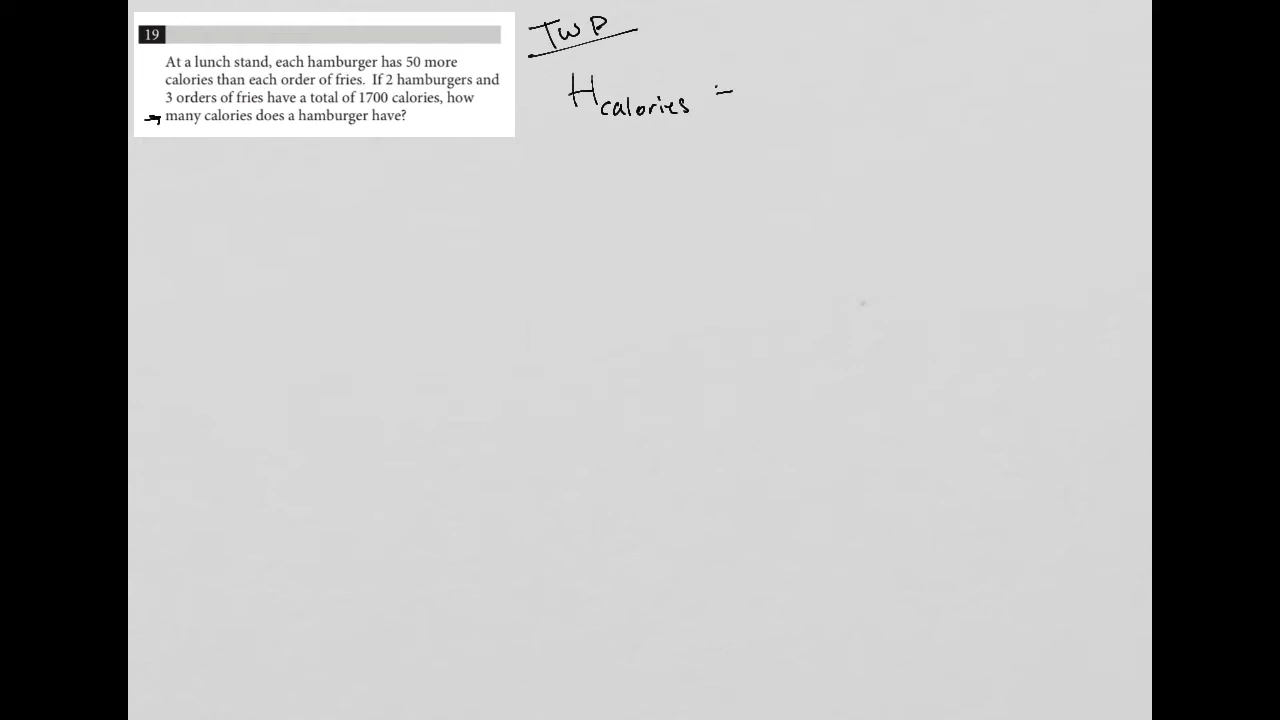 19
At a lunch stand, each hamburger has 50 more
calories than each order of fries. If 2 hamburgers and
3 orders of fries have a total of 1700 calories, how
many calories does a hamburger have?
TWP
H calories =